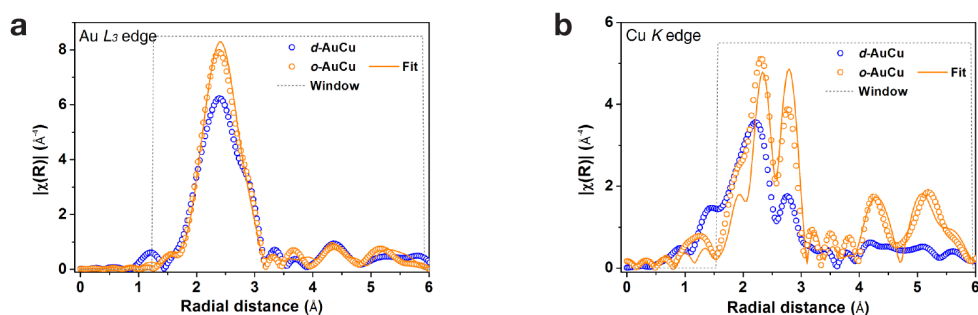 a
Au L3 edge
d-AuCu
o-AuCu Fit
Window
|χ(R)| (Å⁻⁴)
8
6
4
2
0
0 1 2 3 4 5 6
Radial distance (Å)
b
Cu K edge
d-AuCu
o-AuCu Fit
Window
|χ(R)| (Å⁻⁴)
6
4
2
0
0 1 2 3 4 5 6
Radial distance (Å)